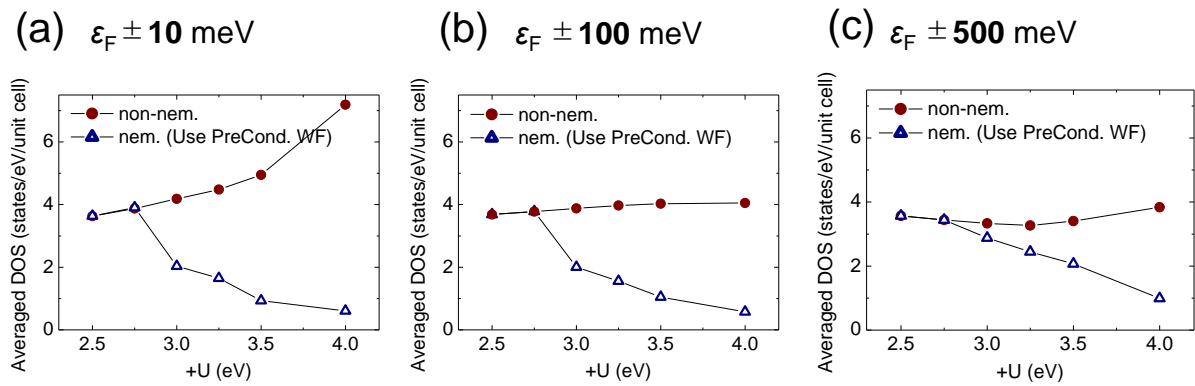 (a) εF ± 10 meV
Averaged DOS (states/eV/unit cell)
non-nem.
nem. (Use PreCond. WF)
6
4
2
0
2.5 3.0 3.5 4.0
+U (eV)
(b) εF ± 100 meV
Averaged DOS (states/eV/unit cell)
non-nem.
nem. (Use PreCond. WF)
6
4
2
0
2.5 3.0 3.5 4.0
+U (eV)
(c) εF ± 500 meV
Averaged DOS (states/eV/unit cell)
non-nem.
nem. (Use PreCond. WF)
6
4
2
0
2.5 3.0 3.5 4.0
+U (eV)